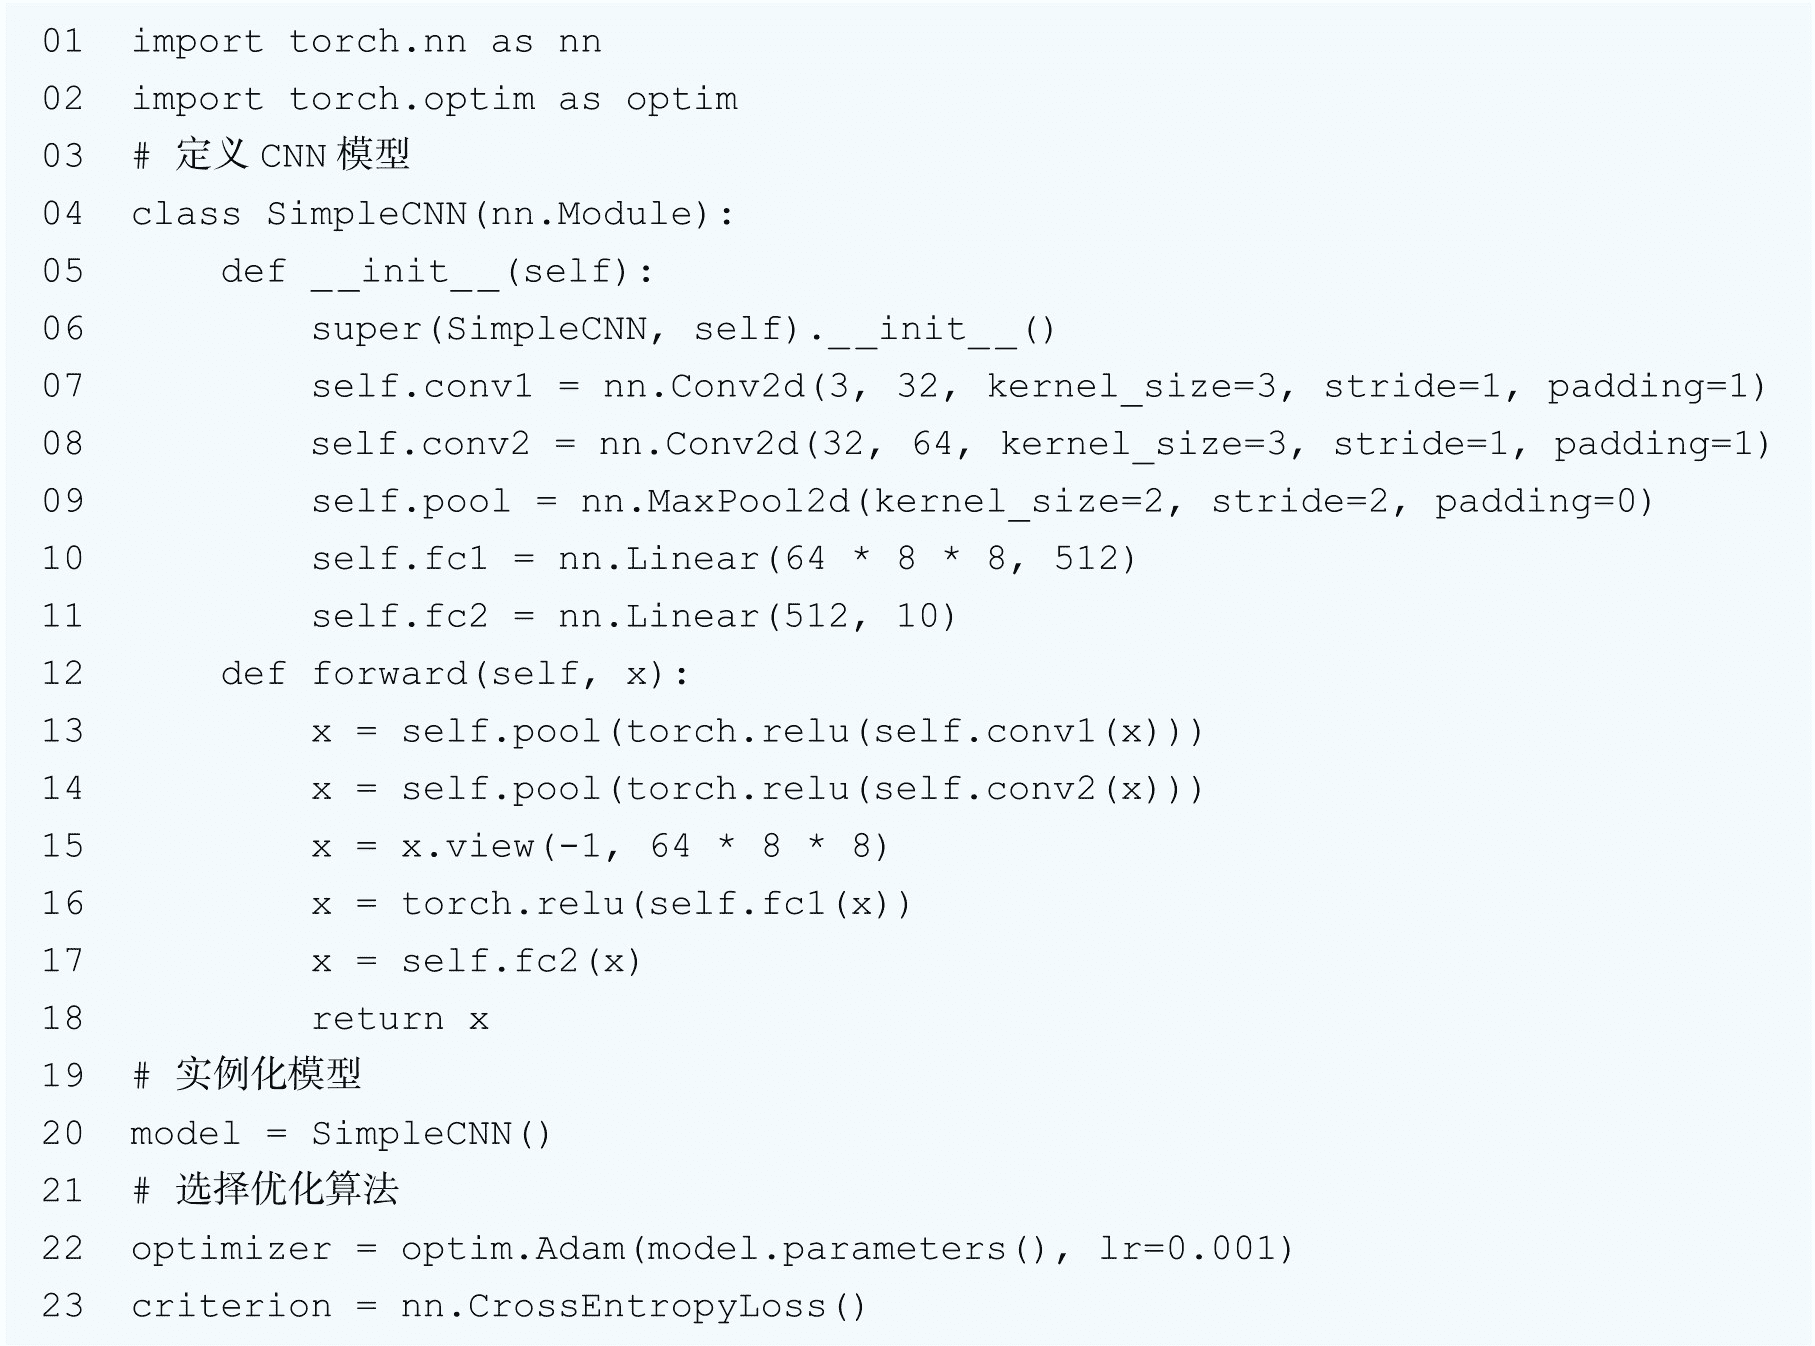 01 import torch.nn as nn
02 import torch.optim as optim
03 # 定义CNN模型
04 class SimpleCNN(nn.Module):
05     def __init__(self):
06         super(SimpleCNN, self).__init__()
07         self.conv1 = nn.Conv2d(3, 32, kernel_size=3, stride=1, padding=1)
08         self.conv2 = nn.Conv2d(32, 64, kernel_size=3, stride=1, padding=1)
09         self.pool = nn.MaxPool2d(kernel_size=2, stride=2, padding=0)
10         self.fc1 = nn.Linear(64 * 8 * 8, 512)
11         self.fc2 = nn.Linear(512, 10)
12     def forward(self, x):
13         x = self.pool(torch.relu(self.conv1(x)))
14         x = self.pool(torch.relu(self.conv2(x)))
15         x = x.view(-1, 64 * 8 * 8)
16         x = torch.relu(self.fc1(x))
17         x = self.fc2(x)
18         return x
19 # 实例化模型
20 model = SimpleCNN()
21 # 选择优化算法
22 optimizer = optim.Adam(model.parameters(), lr=0.001)
23 criterion = nn.CrossEntropyLoss()